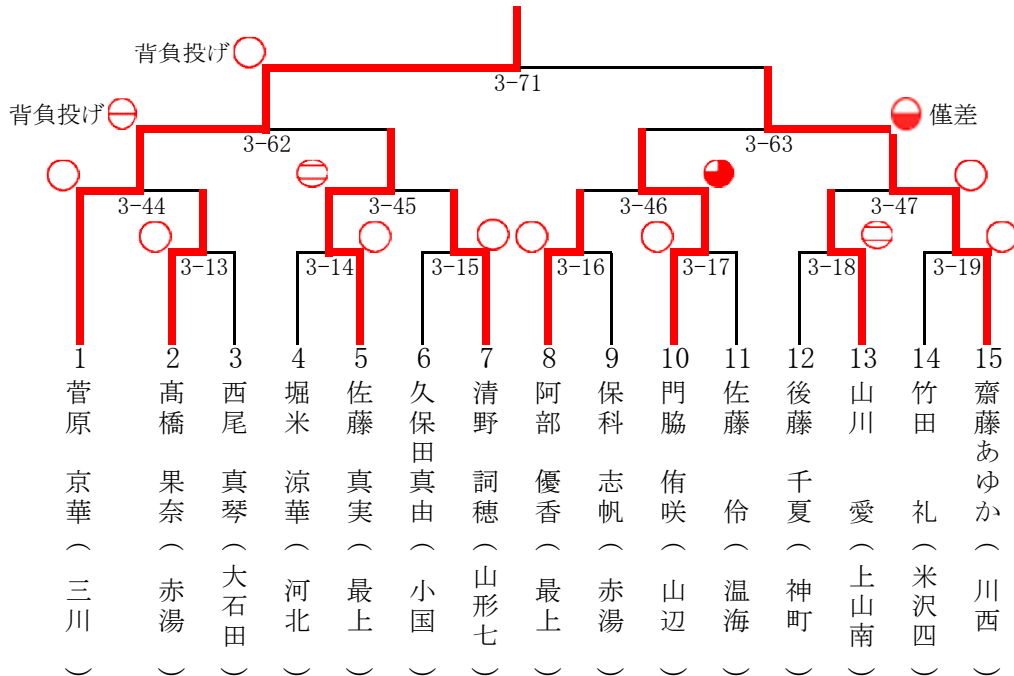 背負投げ
3-71
背負投げ
僅差
3-62
3-63
3-44
3-45
3-46
3-47
3-13
3-14
3-15
3-16
3-17
3-18
3-19
1 菅原 京華（三川）
2 髙橋 果奈（赤湯）
3 西尾 真琴（大石田）
4 堀米 涼華（河北）
5 佐藤 真実（最上）
6 久保田真由（小国）
7 清野 詞穂（山形七）
8 阿部 優香（最上）
9 保科 志帆（赤湯）
10 門脇 侑咲（山辺）
11 佐藤 伶（温海）
12 後藤 千夏（神町）
13 山川 愛（上山南）
14 竹田 礼（米沢四）
15 齋藤あゆか（川西）